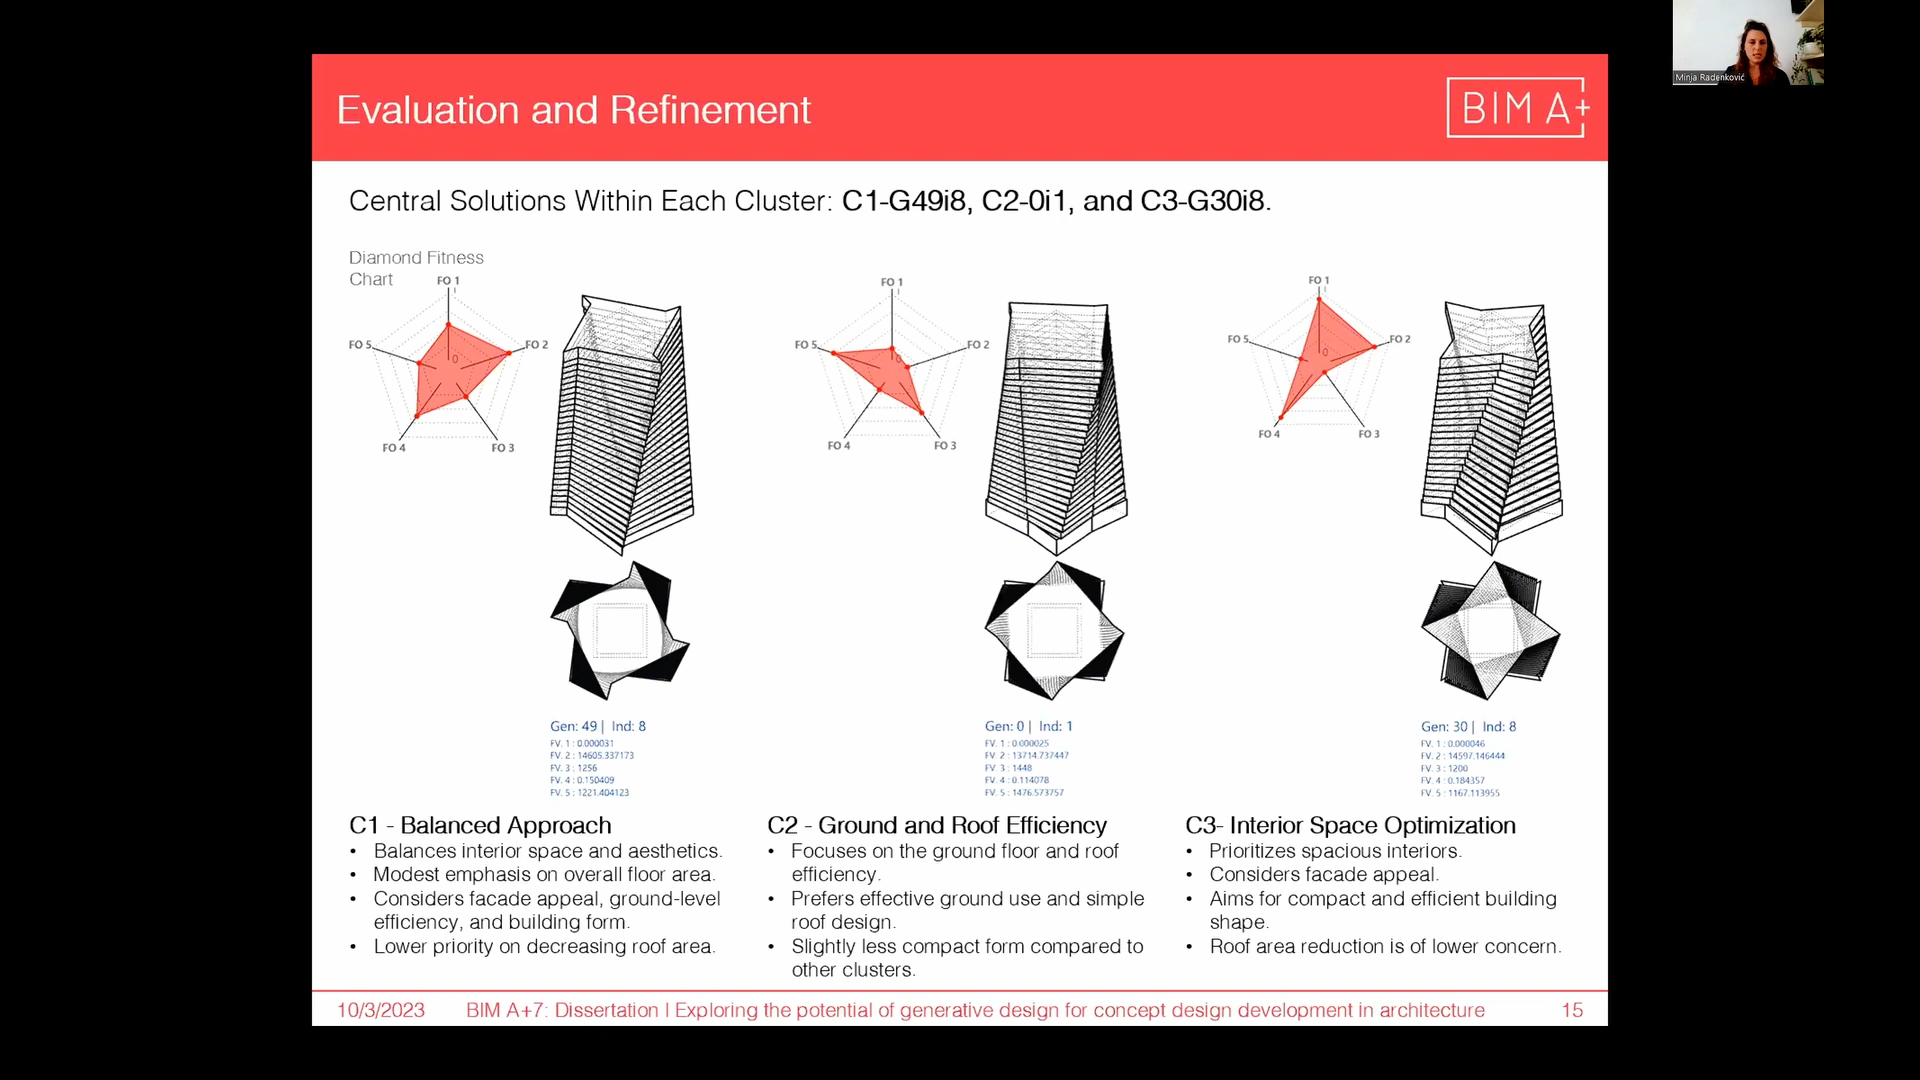 Minja Radenković
Evaluation and Refinement
BIM A+
Central Solutions Within Each Cluster: C1-G49i8, C2-0i1, and C3-G30i8.
Diamond Fitness
Chart
FO 1
1
FO 2
FO 3
FO 4
FO 5
0
FO 1
1
FO 2
FO 3
FO 4
FO 5
0
FO 1
1
FO 2
FO 3
FO 4
FO 5
0
Gen: 49 | Ind: 8
FV. 1 : 0.000031
FV. 2 : 14605.337173
FV. 3 : 1256
FV. 4 : 0.150409
FV. 5 : 1221.404123
Gen: 0 | Ind: 1
FV. 1 : 0.000025
FV. 2 : 13714.737447
FV. 3 : 1448
FV. 4 : 0.114078
FV. 5 : 1476.573757
Gen: 30 | Ind: 8
FV. 1 : 0.000046
FV. 2 : 14597.146444
FV. 3 : 1200
FV. 4 : 0.184357
FV. 5 : 1167.113955
C1 - Balanced Approach
• Balances interior space and aesthetics.
• Modest emphasis on overall floor area.
• Considers facade appeal, ground-level
efficiency, and building form.
• Lower priority on decreasing roof area.
C2 - Ground and Roof Efficiency
• Focuses on the ground floor and roof
efficiency.
• Prefers effective ground use and simple
roof design.
• Slightly less compact form compared to
other clusters.
C3- Interior Space Optimization
• Prioritizes spacious interiors.
• Considers facade appeal.
• Aims for compact and efficient building
shape.
• Roof area reduction is of lower concern.
10/3/2023
BIM A+7: Dissertation | Exploring the potential of generative design for concept design development in architecture
15